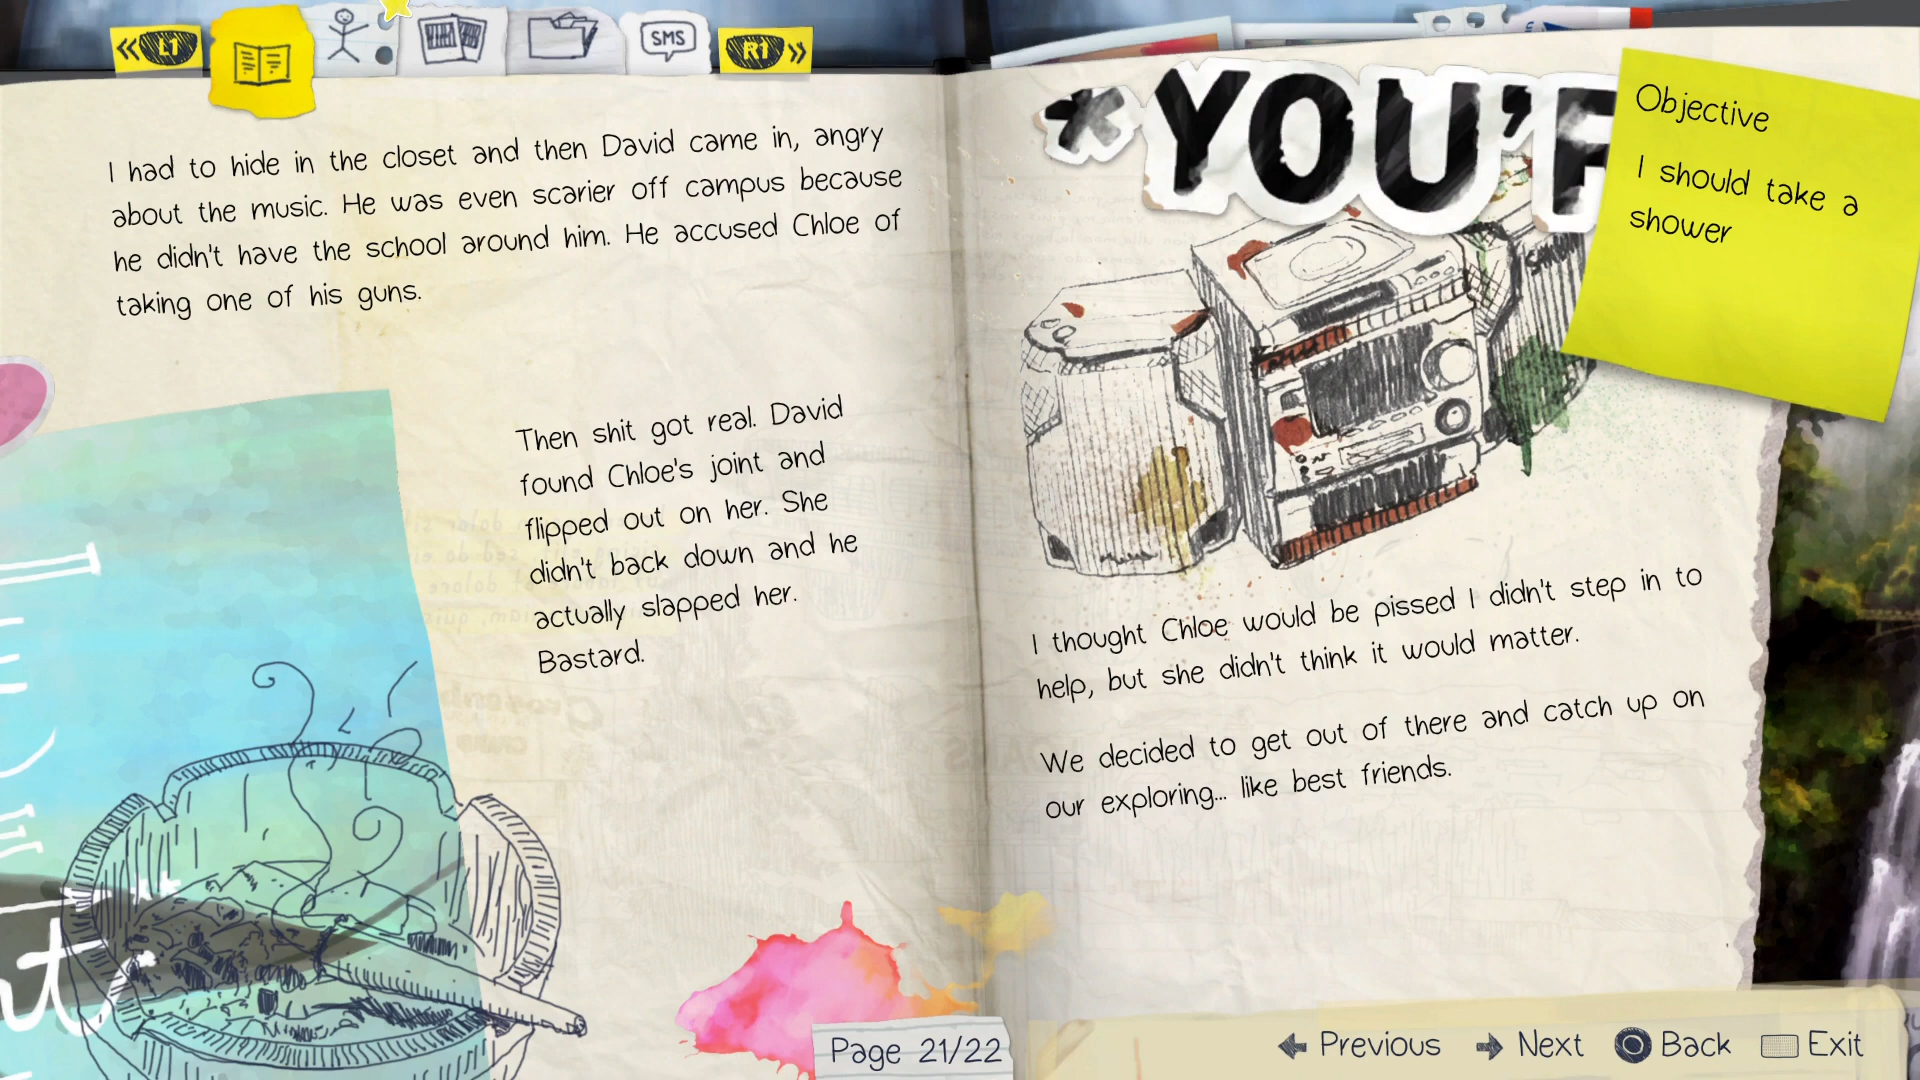 L1
SMS
R1
I had to hide in the closet and then David came in, angry
about the music. He was even scarier off campus because
he didn't have the school around him. He accused Chloe of
taking one of his guns.
Then shit got real. David
found Chloe's joint and
flipped out on her. She
didn't back down and he
actually slapped her.
Bastard.
*YOU'R
Objective
I should take a
shower
I thought Chloe would be pissed I didn't step in to
help, but she didn't think it would matter.
We decided to get out of there and catch up on
our exploring... like best friends.
Page 21/22
Previous
Next
Back
Exit